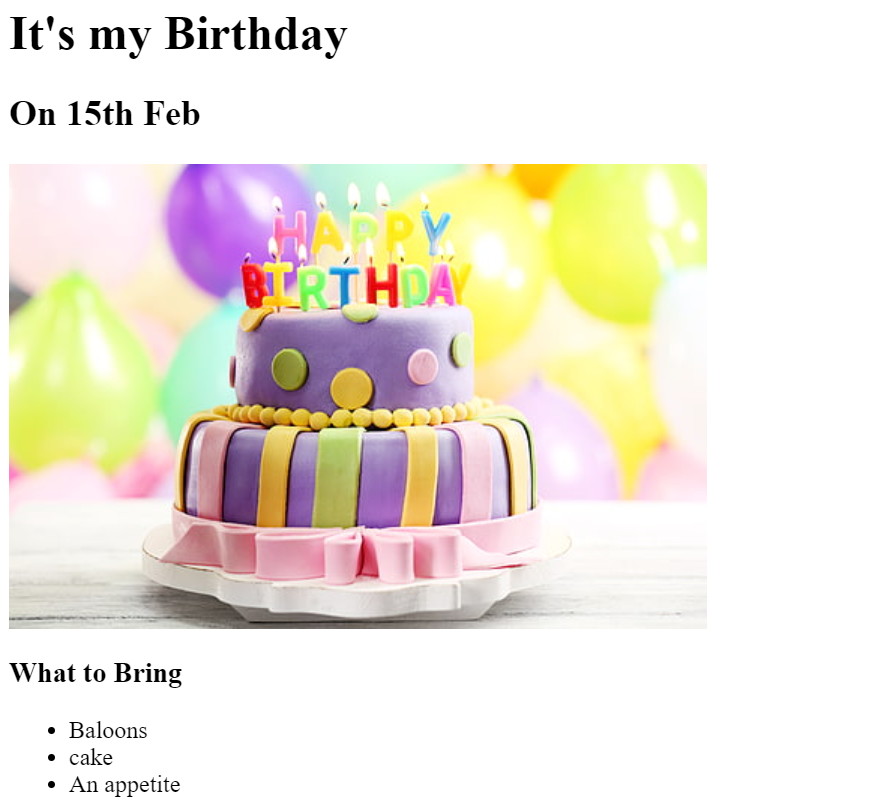 It's my Birthday
On 15th Feb
HAPPY
BIRTHDAY
What to Bring
Baloons
cake
An appetite